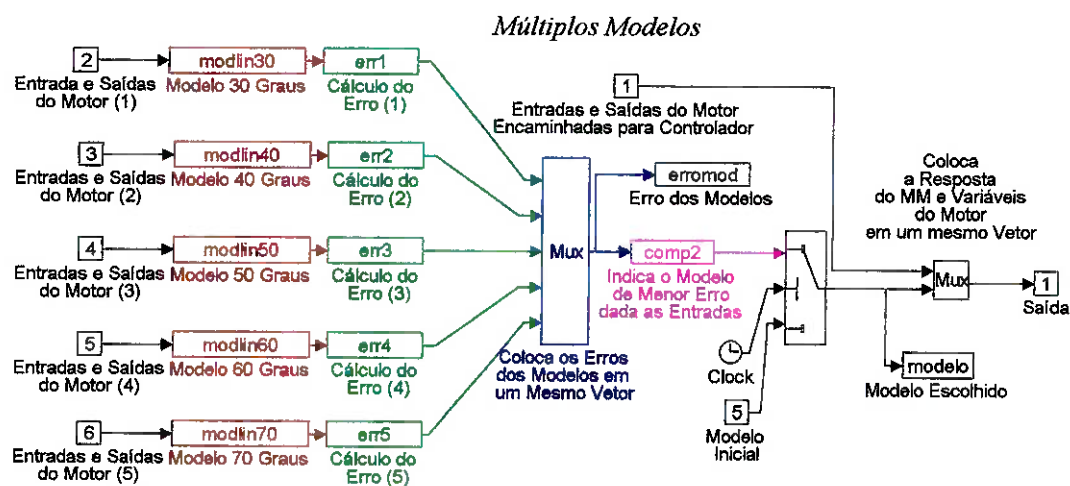 Múltiplos Modelos
2
Entrada e Saídas
do Motor (1)
modlin30
Modelo 30 Graus
err1
Cálculo do
Erro (1)
3
Entradas e Saídas
do Motor (2)
modlin40
Modelo 40 Graus
err2
Cálculo do
Erro (2)
4
Entradas e Saídas
do Motor (3)
modlin50
Modelo 50 Graus
err3
Cálculo do
Erro (3)
5
Entradas e Saídas
do Motor (4)
modlin60
Modelo 60 Graus
err4
Cálculo do
Erro (4)
6
Entradas e Saídas
do Motor (5)
modlin70
Modelo 70 Graus
err5
Cálculo do
Erro (5)
Mux
Coloca os Erros
dos Modelos em
um Mesmo Vetor
1
Entradas e Saídas do Motor
Encaminhadas para Controlador
erromod
Erro dos Modelos
comp2
Indica o Modelo
de Menor Erro
dada as Entradas
Clock
5
Modelo
Inicial
Coloca
a Resposta
do MM e Variáveis
do Motor
em um mesmo Vetor
Mux
1
Saída
modelo
Modelo Escolhido